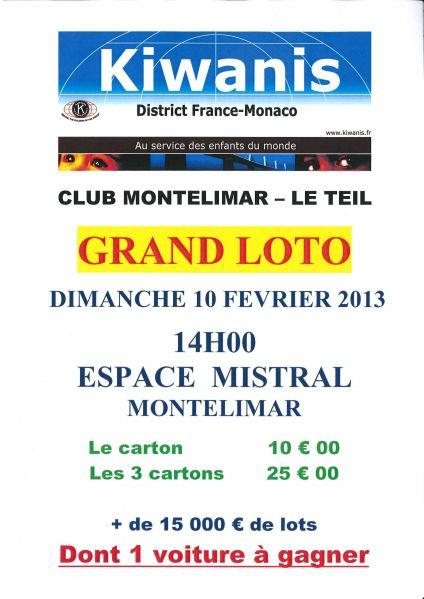 Kiwanis
District France-Monaco
www.kiwanis.fr
Au service des enfants du monde
CLUB MONTELIMAR – LE TEIL
GRAND LOTO
DIMANCHE 10 FEVRIER 2013
14H00
ESPACE MISTRAL
MONTELIMAR
Le carton 10 € 00
Les 3 cartons 25 € 00
+ de 15 000 € de lots
Dont 1 voiture à gagner